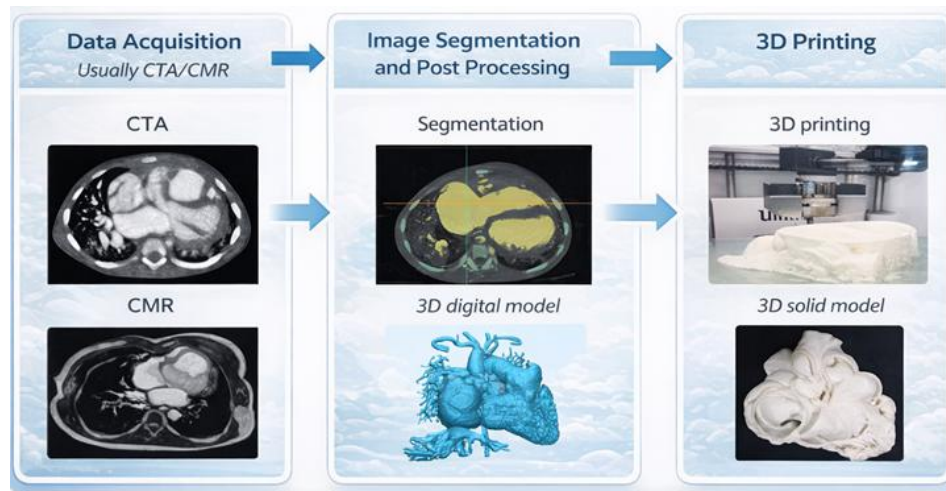 Data Acquisition
Usually CTA/CMR
CTA
CMR
Image Segmentation
and Post Processing
Segmentation
3D digital model
3D Printing
3D printing
3D solid model